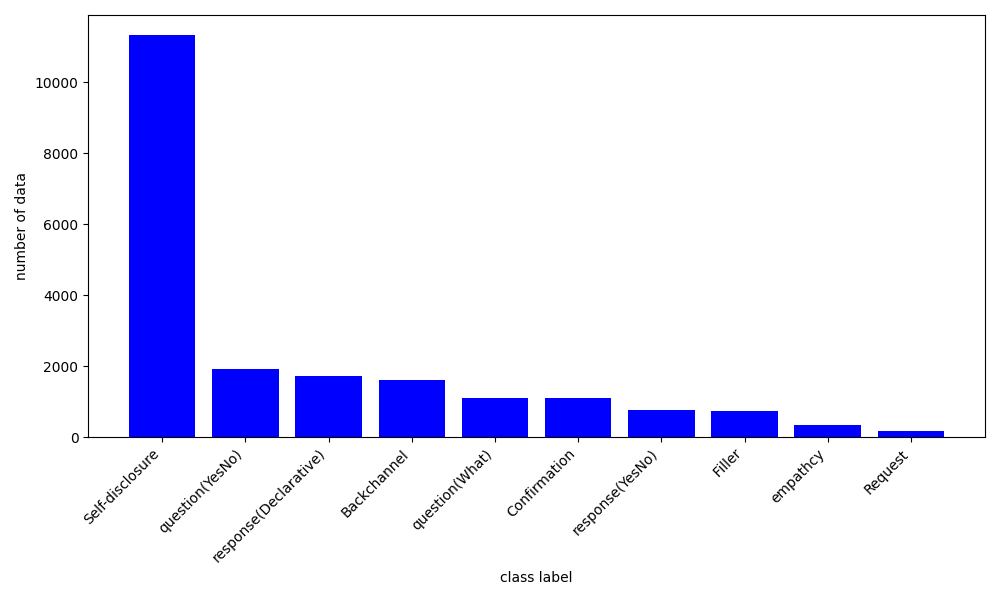 number of data
10000
8000
6000
4000
2000
0
Self-disclosure
question(YesNo)
response(Declarative)
Backchannel
question(What)
Confirmation
response(YesNo)
Filler
empathcy
Request
class label